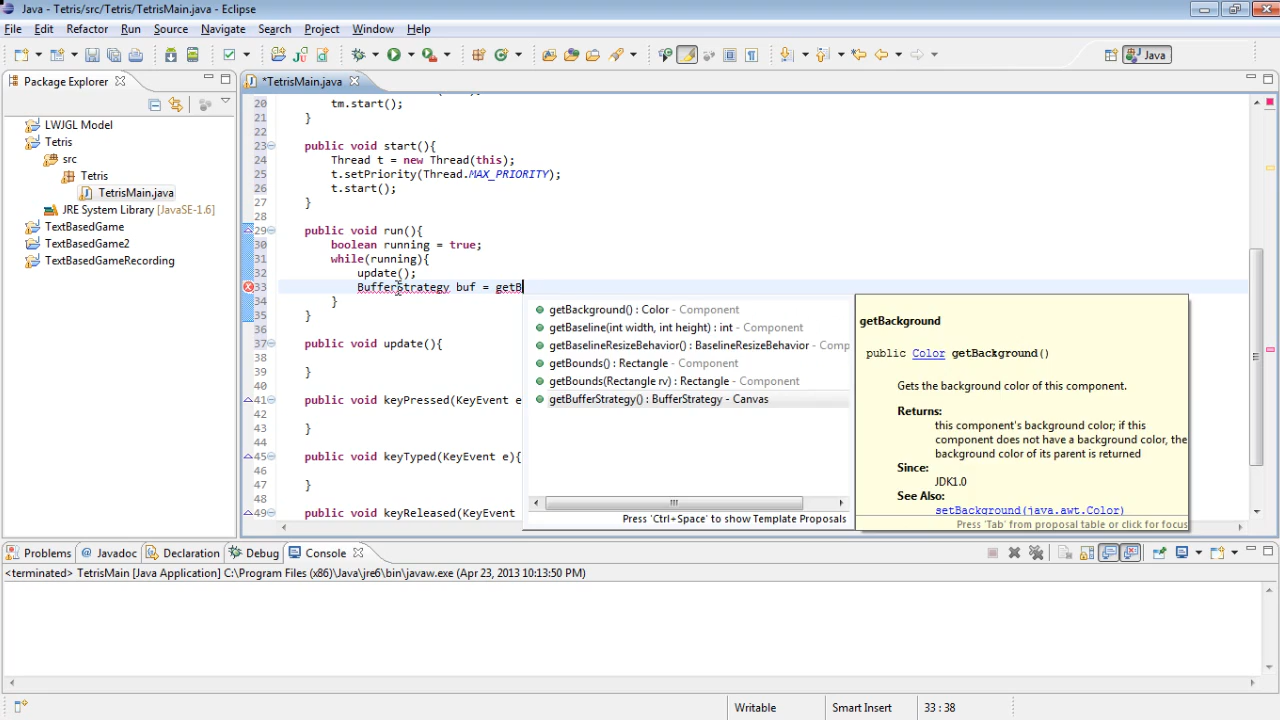 Java - Tetris/src/Tetris/TetrisMain.java - Eclipse
File Edit Refactor Run Source Navigate Search Project Window Help
Java
Package Explorer
*TetrisMain.java
LWJGL Model
Tetris
src
Tetris
TetrisMain.java
JRE System Library [JavaSE-1.6]
TextBasedGame
TextBasedGame2
TextBasedGameRecording
20 tm.start();
21 }
22
23 public void start(){
24 Thread t = new Thread(this);
25 t.setPriority(Thread.MAX_PRIORITY);
26 t.start();
27 }
28
29 public void run(){
30 boolean running = true;
31 while(running){
32 update();
33 BufferStrategy buf = getB
34 }
35 }
36
37 public void update(){
38
39 }
40
41 public void keyPressed(KeyEvent e
42
43 }
44
45 public void keyTyped(KeyEvent e){
46
47 }
48
49 public void keyReleased(KeyEvent
getBackground() : Color - Component
getBaseline(int width, int height) : int - Component
getBaselineResizeBehavior() : BaselineResizeBehavior - Comp
getBounds() : Rectangle - Component
getBounds(Rectangle rv) : Rectangle - Component
getBufferStrategy() : BufferStrategy - Canvas
Press 'Ctrl+Space' to show Template Proposals
getBackground
public Color getBackground()
Gets the background color of this component.
Returns:
this component's background color; if this
component does not have a background color, the
background color of its parent is returned
Since:
JDK1.0
See Also:
setBackground(java.awt.Color)
Press 'Tab' from proposal table or click for focus
Problems Javadoc Declaration Debug Console
<terminated> TetrisMain [Java Application] C:\Program Files (x86)\Java\jre6\bin\javaw.exe (Apr 23, 2013 10:13:50 PM)
Writable Smart Insert 33 : 38